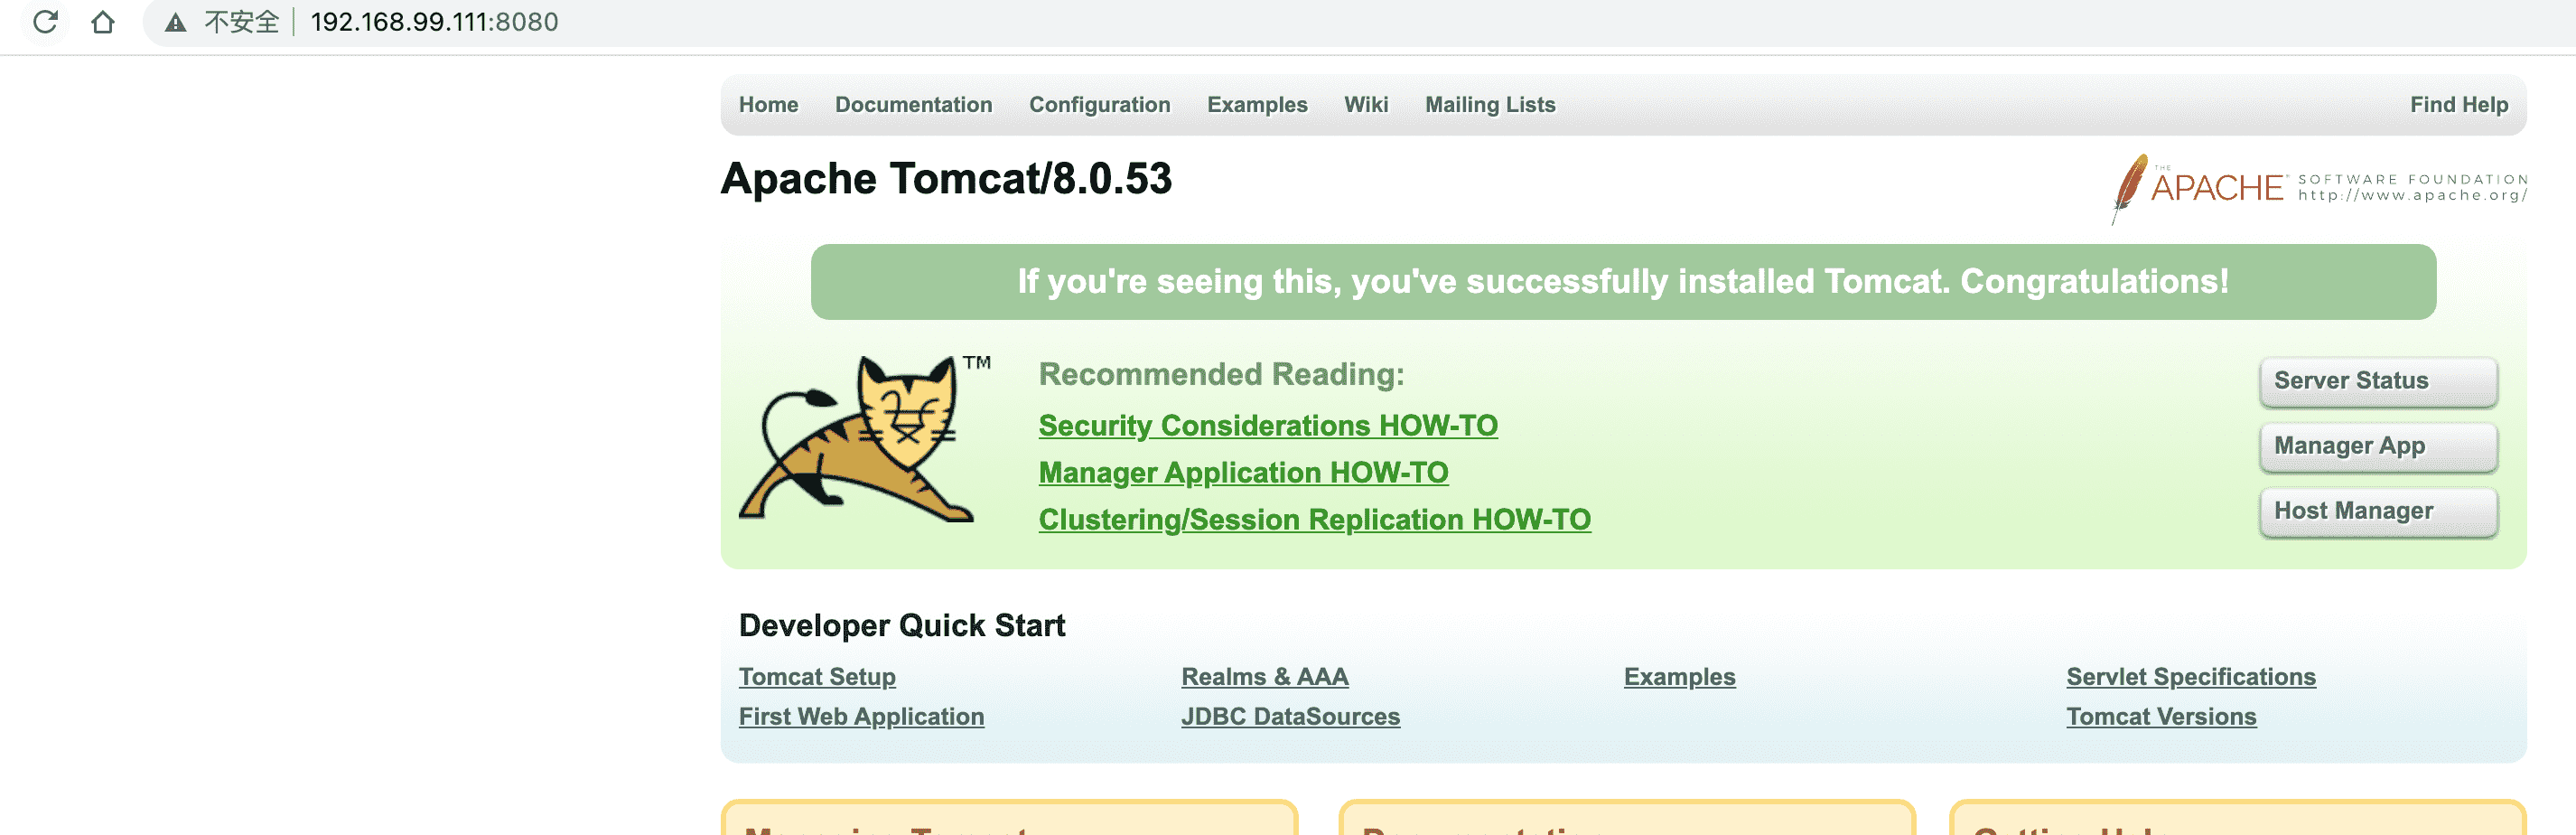 不安全 192.168.99.111:8080
Home Documentation Configuration Examples Wiki Mailing Lists Find Help
Apache Tomcat/8.0.53
THE
APACHE® SOFTWARE FOUNDATION
http://www.apache.org/
If you're seeing this, you've successfully installed Tomcat. Congratulations!
TM
Recommended Reading:
Security Considerations HOW-TO
Manager Application HOW-TO
Clustering/Session Replication HOW-TO
Server Status
Manager App
Host Manager
Developer Quick Start
Tomcat Setup Realms & AAA Examples Servlet Specifications
First Web Application JDBC DataSources Tomcat Versions